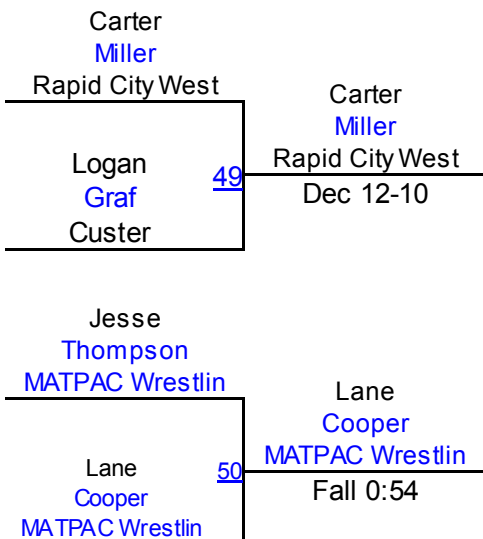 Carter
Miller
Rapid City West
Logan
Graf
Custer
49
Carter
Miller
Rapid City West
Dec 12-10
Jesse
Thompson
MATPAC Wrestlin
Lane
Cooper
MATPAC Wrestlin
50
Lane
Cooper
MATPAC Wrestlin
Fall 0:54